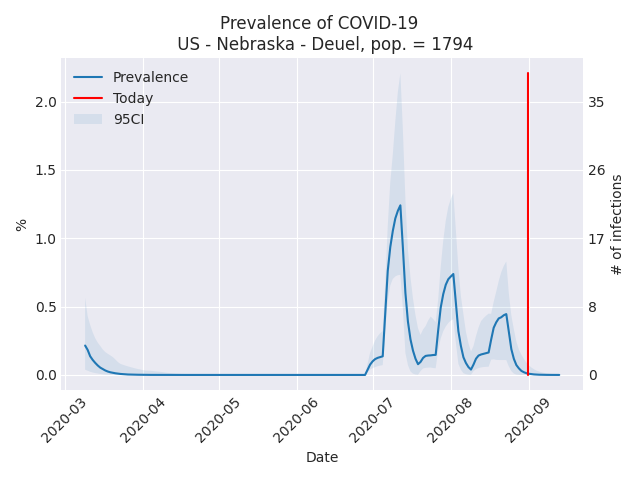 Prevalence of COVID-19
US - Nebraska - Deuel, pop. = 1794
Prevalence
Today
95CI
2.0
1.5
1.0
0.5
0.0
%
35
26
17
8
0
# of infections
2020-03
2020-04
2020-05
2020-06
2020-07
2020-08
2020-09
Date